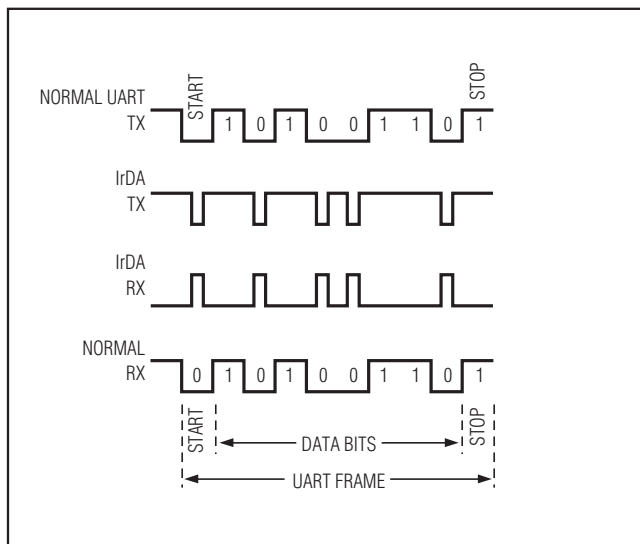 START
STOP
NORMAL UART
TX
1 0 1 0 0 1 1 0 1
IrDA
TX
IrDA
RX
NORMAL
RX
0 1 0 1 0 0 1 1 0 1
START
DATA BITS
STOP
UART FRAME